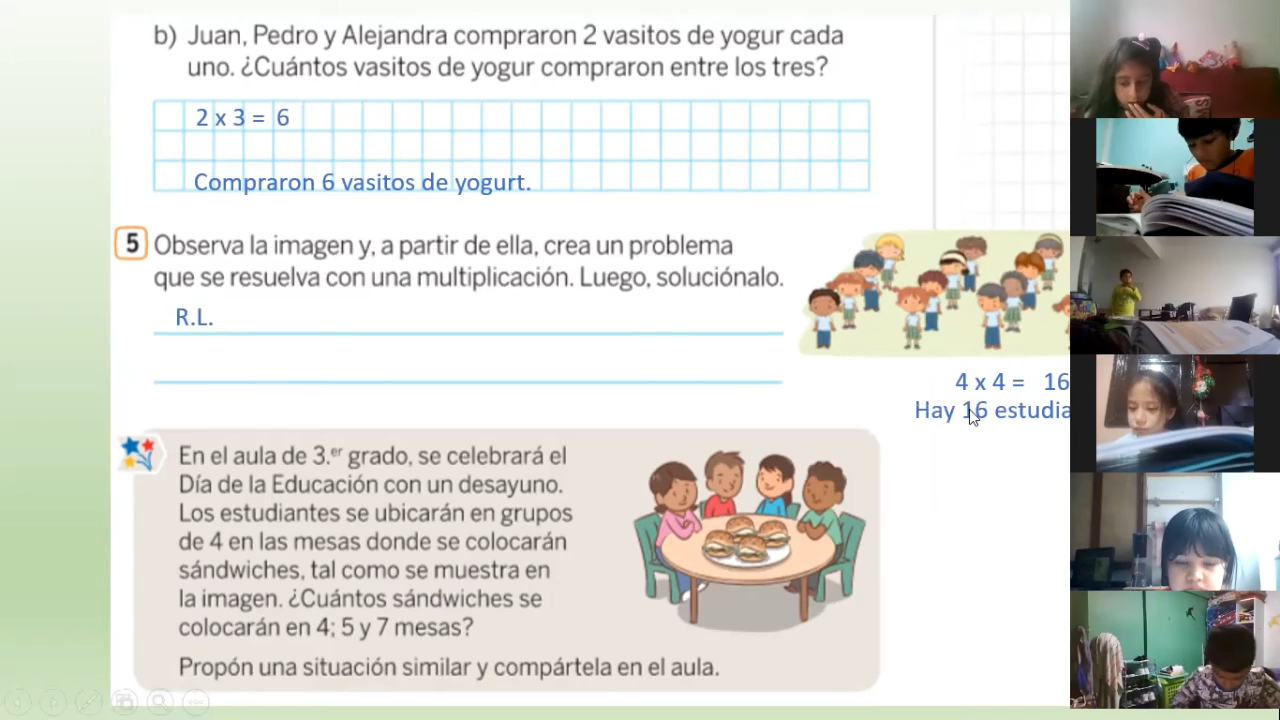 b) Juan, Pedro y Alejandra compraron 2 vasitos de yogur cada
uno. ¿Cuántos vasitos de yogur compraron entre los tres?
2 x 3 = 6
Compraron 6 vasitos de yogurt.
5 Observa la imagen y, a partir de ella, crea un problema
que se resuelva con una multiplicación. Luego, soluciónalo.
R.L.
4 x 4 = 16
Hay 16 estudia
En el aula de 3.er grado, se celebrará el
Día de la Educación con un desayuno.
Los estudiantes se ubicarán en grupos
de 4 en las mesas donde se colocarán
sándwiches, tal como se muestra en
la imagen. ¿Cuántos sándwiches se
colocarán en 4; 5 y 7 mesas?
Propón una situación similar y compártela en el aula.